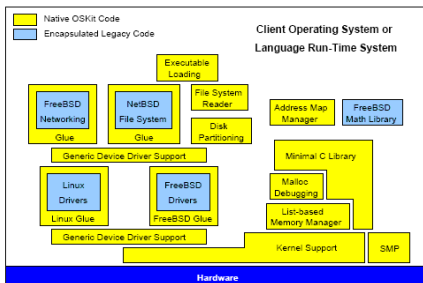 Native OSKit Code
Encapsulated Legacy Code
Client Operating System or
Language Run-Time System
Executable
Loading
FreeBSD
Networking
Glue
NetBSD
File System
Glue
File System
Reader
Disk
Partitioning
Address Map
Manager
FreeBSD
Math Library
Generic Device Driver Support
Minimal C Library
Linux
Drivers
Linux Glue
FreeBSD
Drivers
FreeBSD Glue
Malloc
Debugging
List-based
Memory Manager
Generic Device Driver Support
Kernel Support
SMP
Hardware